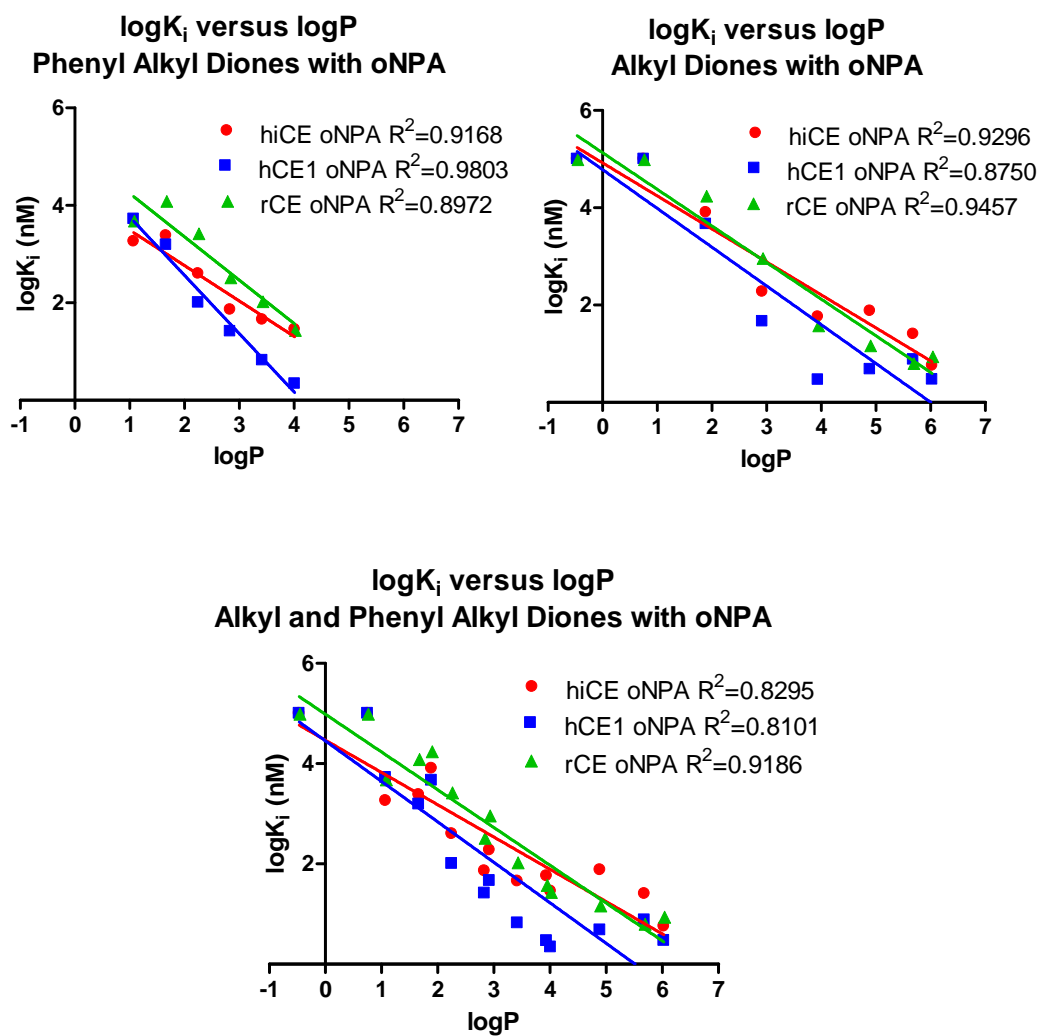 logKi versus logP
Phenyl Alkyl Diones with oNPA
hiCE oNPA R2=0.9168
hCE1 oNPA R2=0.9803
rCE oNPA R2=0.8972
6
4
2
logKi (nM)
-1 0 1 2 3 4 5 6 7
logP
logKi versus logP
Alkyl Diones with oNPA
hiCE oNPA R2=0.9296
hCE1 oNPA R2=0.8750
rCE oNPA R2=0.9457
6
4
2
logKi (nM)
-1 0 1 2 3 4 5 6 7
logP
logKi versus logP
Alkyl and Phenyl Alkyl Diones with oNPA
hiCE oNPA R2=0.8295
hCE1 oNPA R2=0.8101
rCE oNPA R2=0.9186
6
4
2
logKi (nM)
-1 0 1 2 3 4 5 6 7
logP